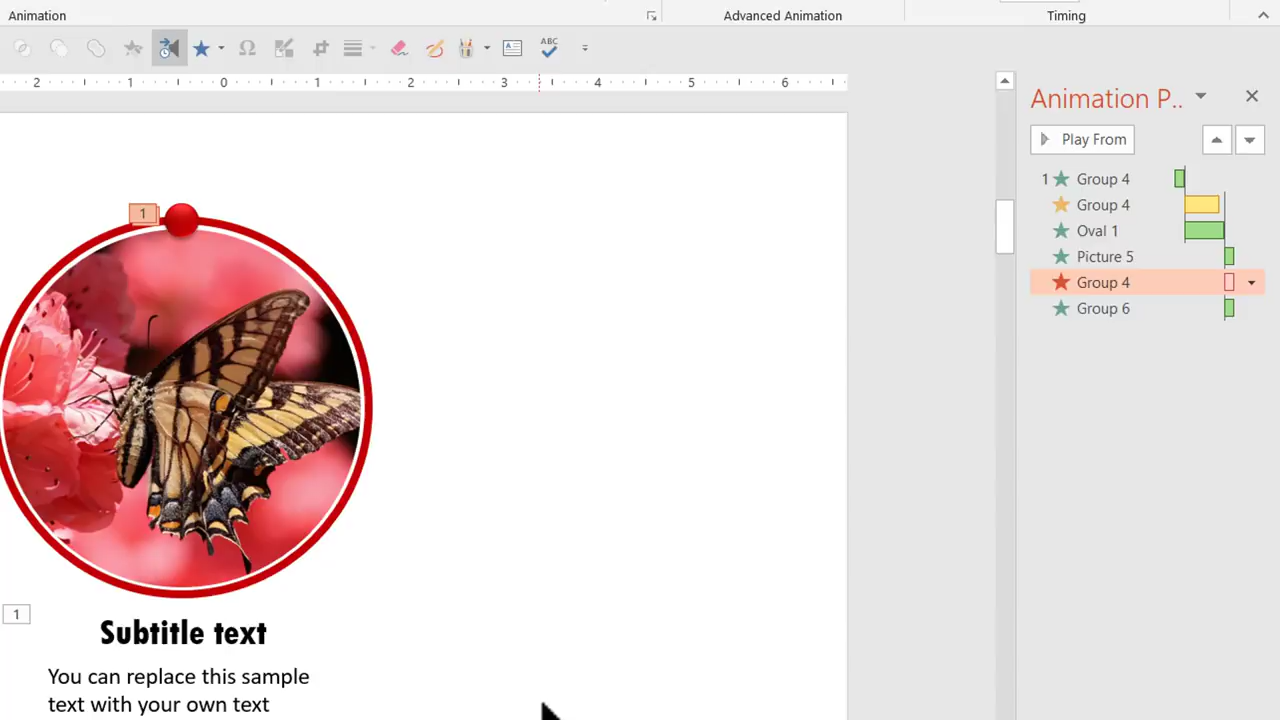 Animation
Advanced Animation
Timing
ABC
2 1 0 1 2 3 4 5 6
Animation P..
Play From
1 Group 4
Group 4
Oval 1
Picture 5
Group 4
Group 6
1
1
Subtitle text
You can replace this sample
text with your own text